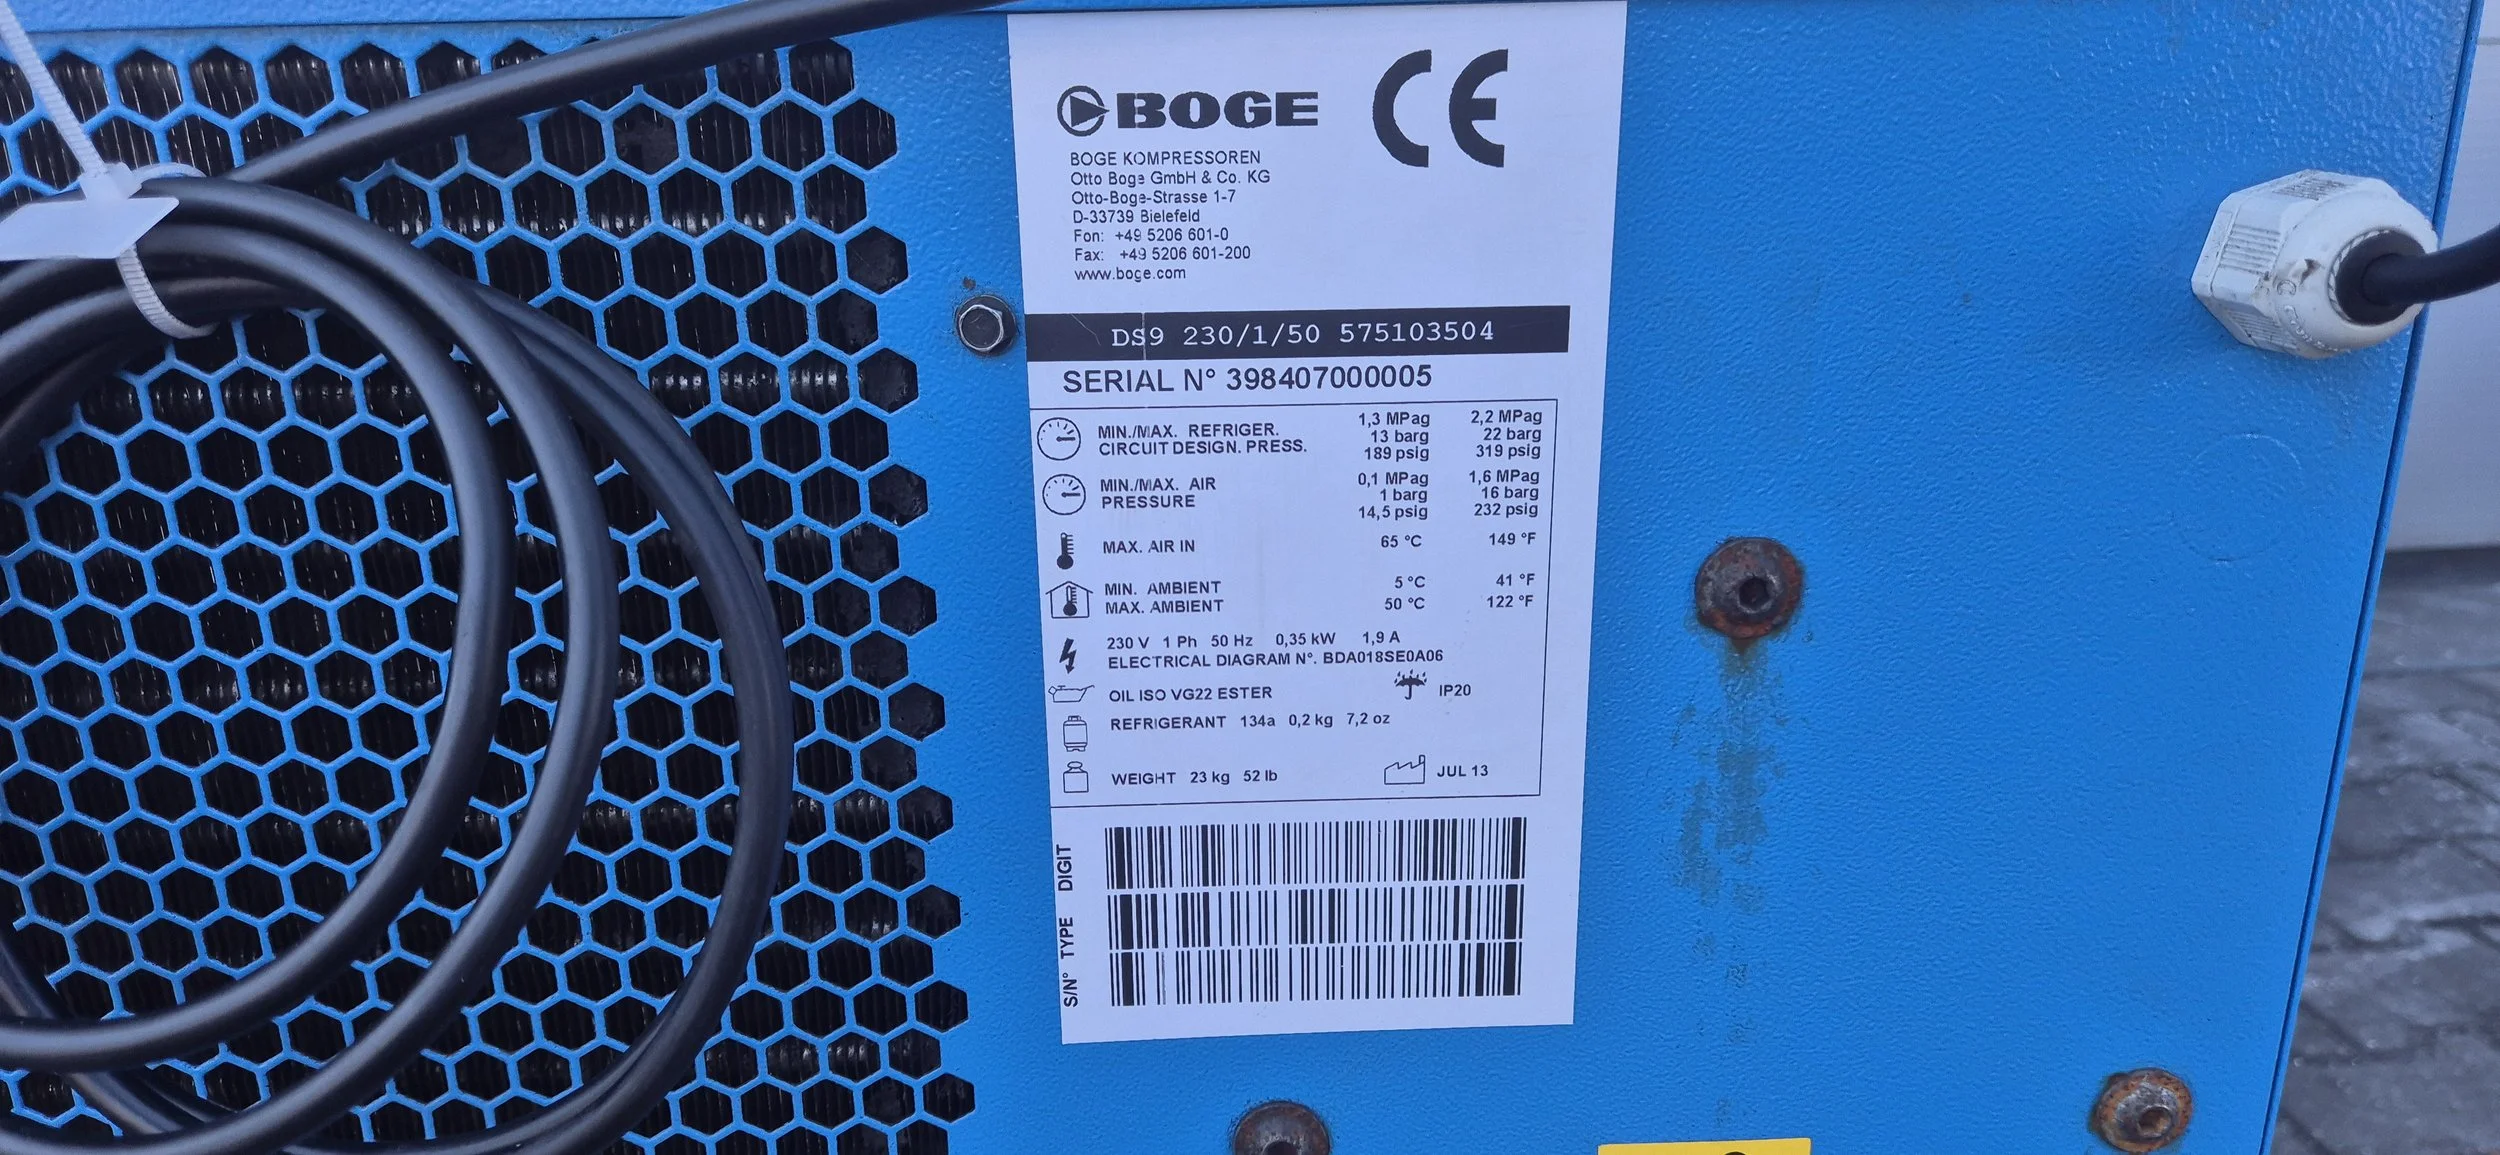 BOGE CE
BOGE KOMPRESSOREN
Otto Boge GmbH & Co. KG
Otto-Boge-Strasse 1-7
D-33739 Bielefeld
Fon: +49 5206 601-0
Fax: +49 5206 601-200
www.boge.com
DS9 230/1/50 575103504
SERIAL N° 398407000005
MIN./MAX. REFRIGER. CIRCUIT DESIGN. PRESS.
1,3 MPag 2,2 MPag
13 barg 22 barg
189 psig 319 psig
MIN./MAX. AIR PRESSURE
0,1 MPag 1,6 MPag
1 barg 16 barg
14,5 psig 232 psig
MAX. AIR IN 65 °C 149 °F
MIN. AMBIENT 5 °C 41 °F
MAX. AMBIENT 50 °C 122 °F
230 V 1 Ph 50 Hz 0,35 kW 1,9 A
ELECTRICAL DIAGRAM N°. BDA018SE0A06
OIL ISO VG22 ESTER IP20
REFRIGERANT 134a 0,2 kg 7,2 oz
WEIGHT 23 kg 52 lb JUL 13
S/N° TYPE DIGIT